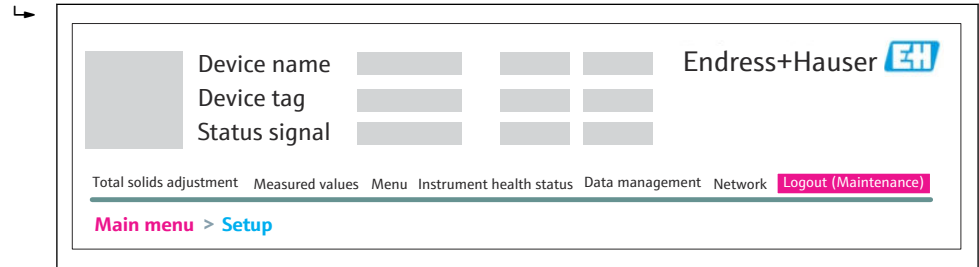 Device name
Device tag
Status signal
Endress+Hauser EH
Total solids adjustment Measured values Menu Instrument health status Data management Network Logout (Maintenance)
Main menu > Setup